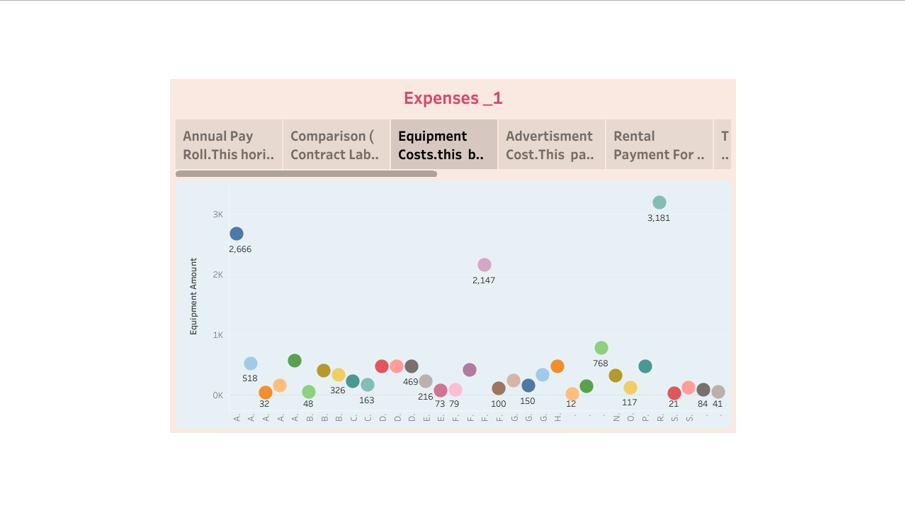 Expenses _1
Annual Pay
Roll.This hori..
Comparison (
Contract Lab..
Equipment
Costs.this b..
Advertisment
Cost.This pa..
Rental
Payment For ..
T
..
Equipment Amount
3K
2K
1K
0K
2,666
518
32
48
326
163
469
216
73
79
2,147
100
150
12
768
117
3,181
21
84
41
A.
A.
A.
A.
A.
B.
B.
B.
C.
C.
D.
D.
D.
E.
E.
F.
F.
F.
F.
G.
G.
G.
H.
N.
O.
P.
R.
S.
S.